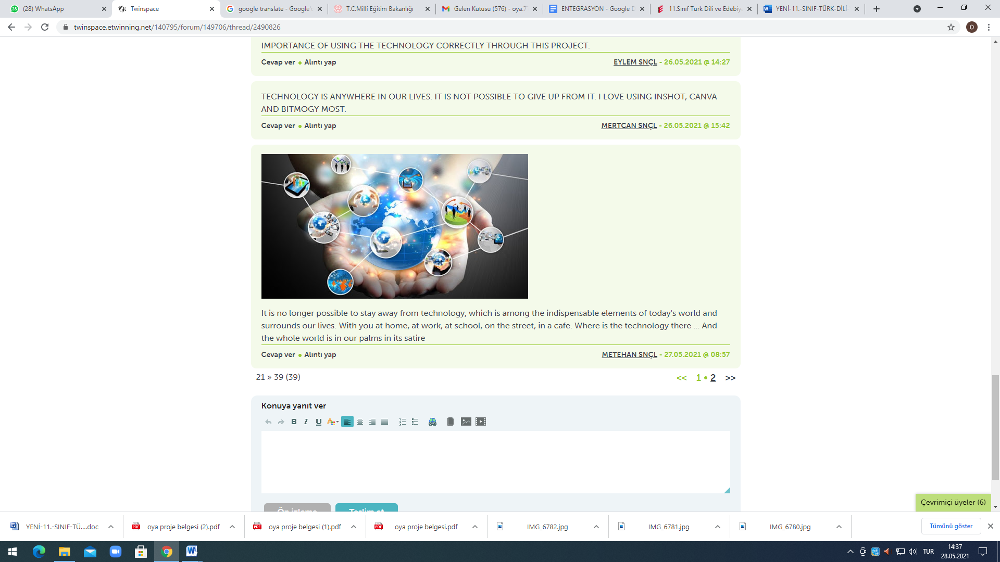 (28) WhatsApp
Twinspace
google translate - Google'
T.C.Millî Eğitim Bakanlığı
Gelen Kutusu (576) - oya.7
ENTEGRASYON - Google D
11.Sınıf Türk Dili ve Edebiy
YENİ-11.-SINIF-TÜRK-DİLİ-
twinspace.etwinning.net/140795/forum/149706/thread/2490826
IMPORTANCE OF USING THE TECHNOLOGY CORRECTLY THROUGH THIS PROJECT.
Cevap ver • Alıntı yap
EYLEM SNÇL - 26.05.2021 @ 14:27
TECHNOLOGY IS ANYWHERE IN OUR LIVES. IT IS NOT POSSIBLE TO GIVE UP FROM IT. I LOVE USING INSHOT, CANVA
AND BITMOGY MOST.
Cevap ver • Alıntı yap
MERTCAN SNÇL - 26.05.2021 @ 15:42
It is no longer possible to stay away from technology, which is among the indispensable elements of today's world and
surrounds our lives. With you at home, at work, at school, on the street, in a cafe. Where is the technology there ... And
the whole world is in our palms in its satire
Cevap ver • Alıntı yap
METEHAN SNÇL - 27.05.2021 @ 08:57
21 » 39 (39)
<< 1 • 2 >>
Konuya yanıt ver
Ön izleme
Teslim et
Çevrimiçi üyeler (6)
YENİ-11.-SINIF-TÜ....doc
oya proje belgesi (2).pdf
oya proje belgesi (1).pdf
oya proje belgesi.pdf
IMG_6782.jpg
IMG_6781.jpg
IMG_6780.jpg
Tümünü göster
TUR
14:37
28.05.2021